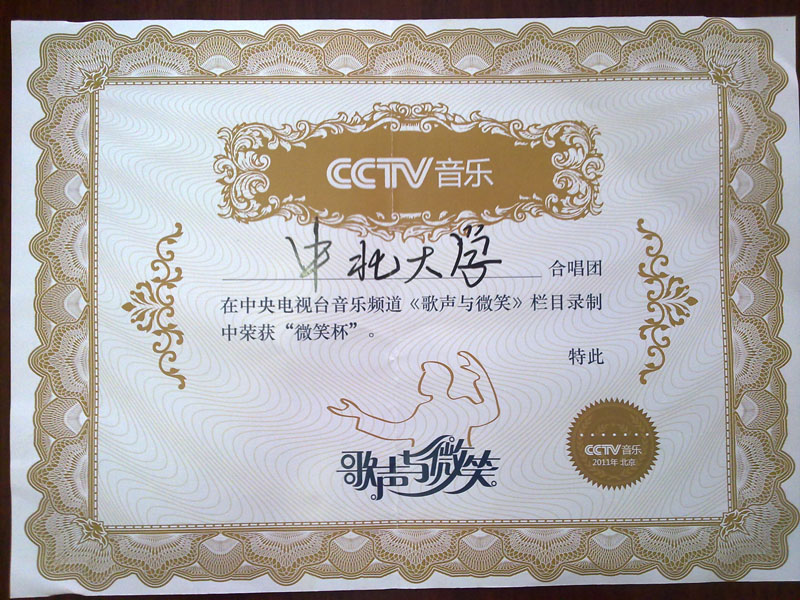 CCTV音乐
中北大学 合唱团
在中央电视台音乐频道《歌声与微笑》栏目录制
中荣获“微笑杯”。
特此
歌声与微笑
CCTV音乐
2011年 北京